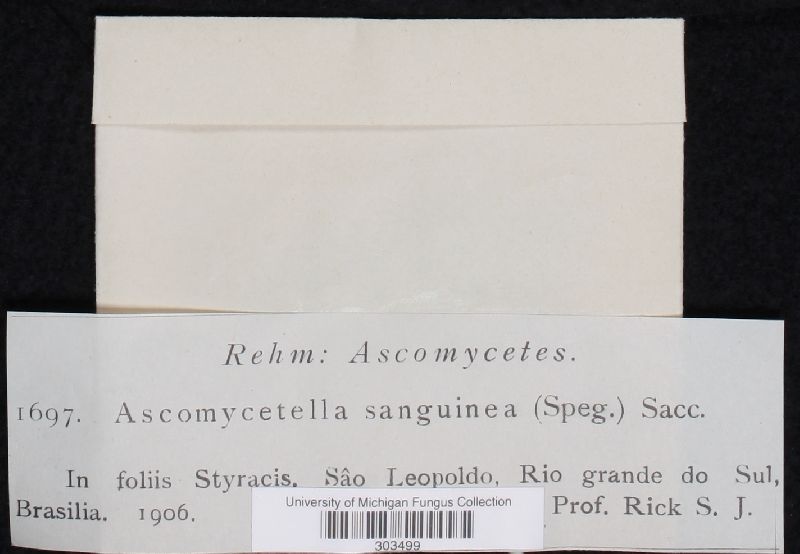 Rehm: Ascomycetes.
1697. Ascomycetella sanguinea (Speg.) Sacc.
In foliis Styracis. Sâo Leopoldo, Rio grande do Sul,
Brasilia. 1906. Prof. Rick S. J.
University of Michigan Fungus Collection
303499